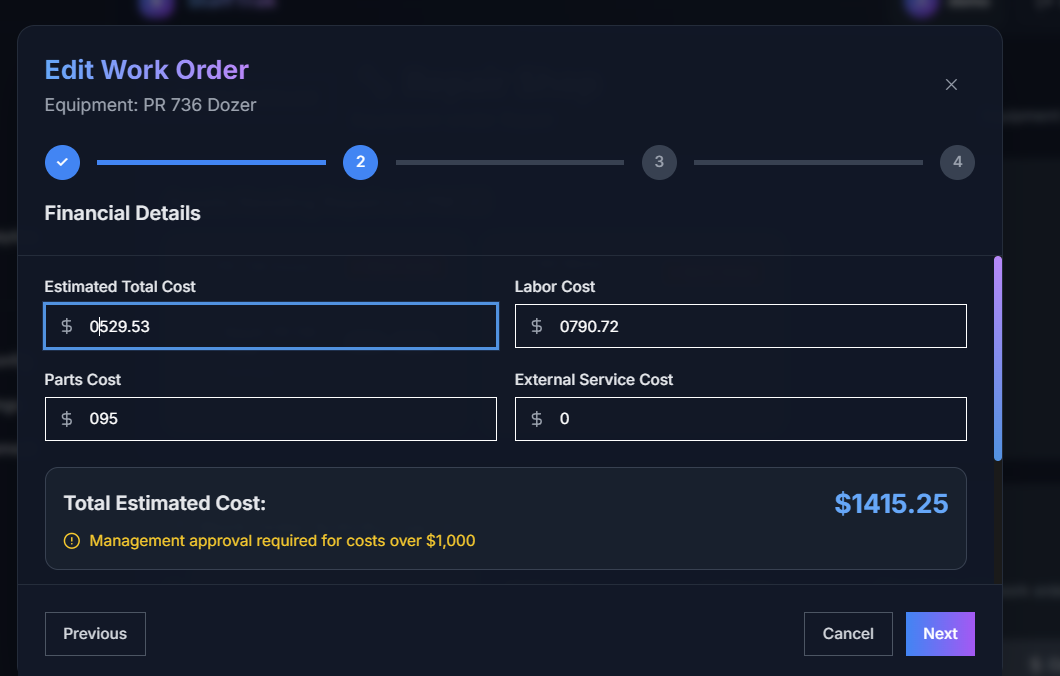 Edit Work Order
Equipment: PR 736 Dozer
2
3
4
Financial Details
Estimated Total Cost
Labor Cost
$ 0529.53
$ 0790.72
Parts Cost
External Service Cost
$ 095
$ 0
Total Estimated Cost:
$1415.25
Management approval required for costs over $1,000
Previous
Cancel
Next